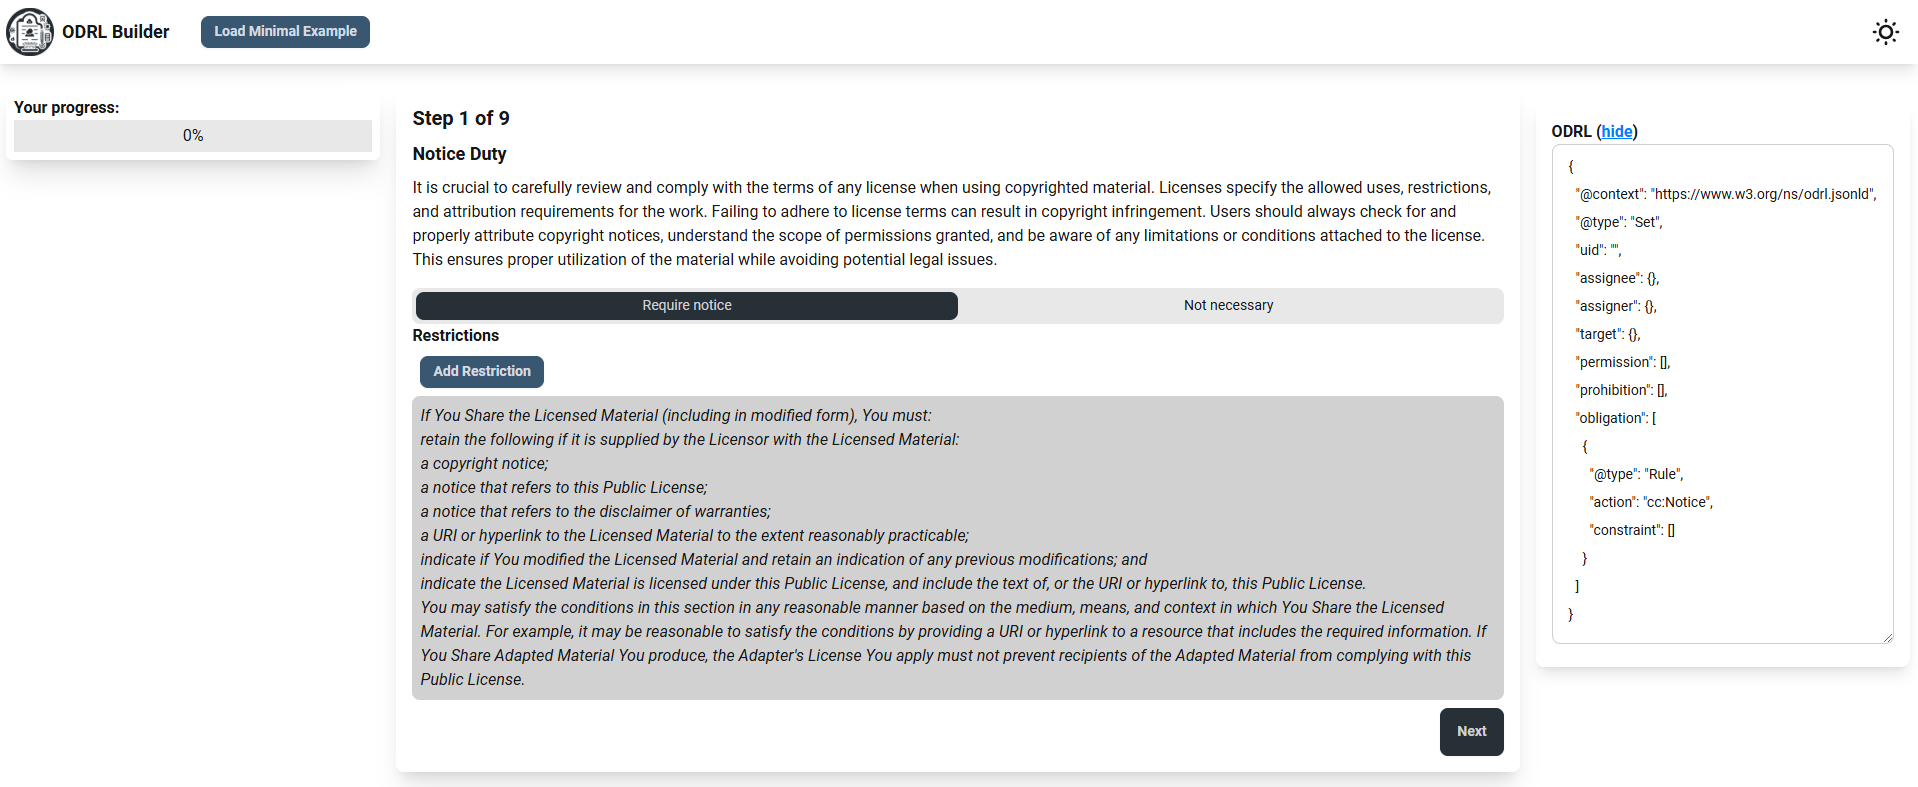 ODRL Builder
Load Minimal Example
Your progress:
0%
Step 1 of 9
Notice Duty
It is crucial to carefully review and comply with the terms of any license when using copyrighted material. Licenses specify the allowed uses, restrictions,
and attribution requirements for the work. Failing to adhere to license terms can result in copyright infringement. Users should always check for and
properly attribute copyright notices, understand the scope of permissions granted, and be aware of any limitations or conditions attached to the license.
This ensures proper utilization of the material while avoiding potential legal issues.
Require notice
Not necessary
Restrictions
Add Restriction
If You Share the Licensed Material (including in modified form), You must:
retain the following if it is supplied by the Licensor with the Licensed Material:
a copyright notice;
a notice that refers to this Public License;
a notice that refers to the disclaimer of warranties;
a URI or hyperlink to the Licensed Material to the extent reasonably practicable;
indicate if You modified the Licensed Material and retain an indication of any previous modifications; and
indicate the Licensed Material is licensed under this Public License, and include the text of, or the URI or hyperlink to, this Public License.
You may satisfy the conditions in this section in any reasonable manner based on the medium, means, and context in which You Share the Licensed
Material. For example, it may be reasonable to satisfy the conditions by providing a URI or hyperlink to a resource that includes the required information. If
You Share Adapted Material You produce, the Adapter's License You apply must not prevent recipients of the Adapted Material from complying with this
Public License.
Next
ODRL (hide)
{
"@context": "https://www.w3.org/ns/odrl.jsonld",
"@type": "Set",
"uid": "",
"assignee": {},
"assigner": {},
"target": {},
"permission": [],
"prohibition": [],
"obligation": [
{
"@type": "Rule",
"action": "cc:Notice",
"constraint": []
}
]
}